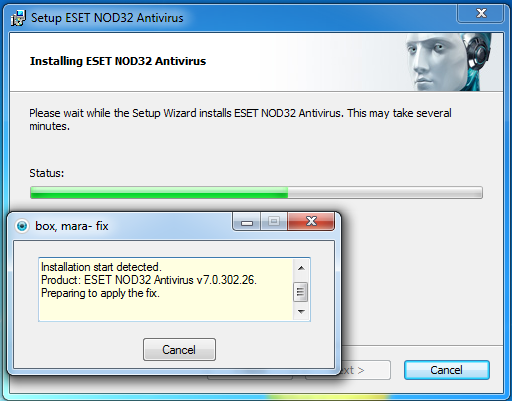 Setup ESET NOD32 Antivirus
Installing ESET NOD32 Antivirus
Please wait while the Setup Wizard installs ESET NOD32 Antivirus. This may take several
minutes.
Status:
box, mara- fix
Installation start detected.
Product: ESET NOD32 Antivirus v7.0.302.26.
Preparing to apply the fix.
Cancel
ext >
Cancel